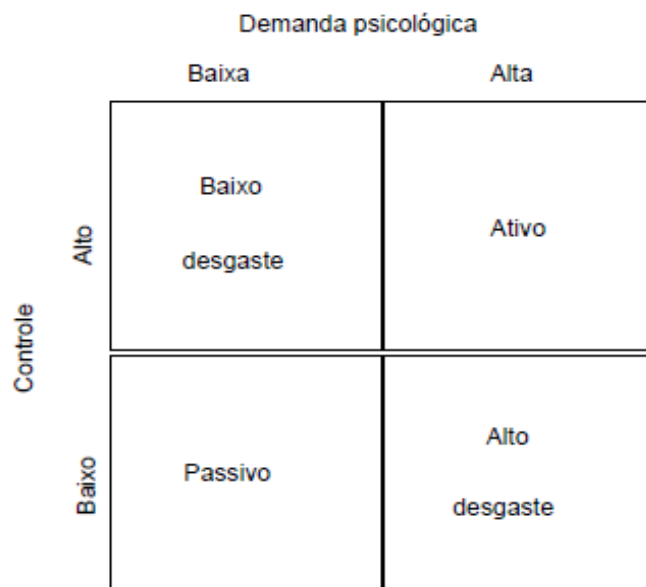 Demanda psicológica
Baixa
Alta
Controle
Alto
Baixo
desgaste
Ativo
Baixo
Passivo
Alto
desgaste